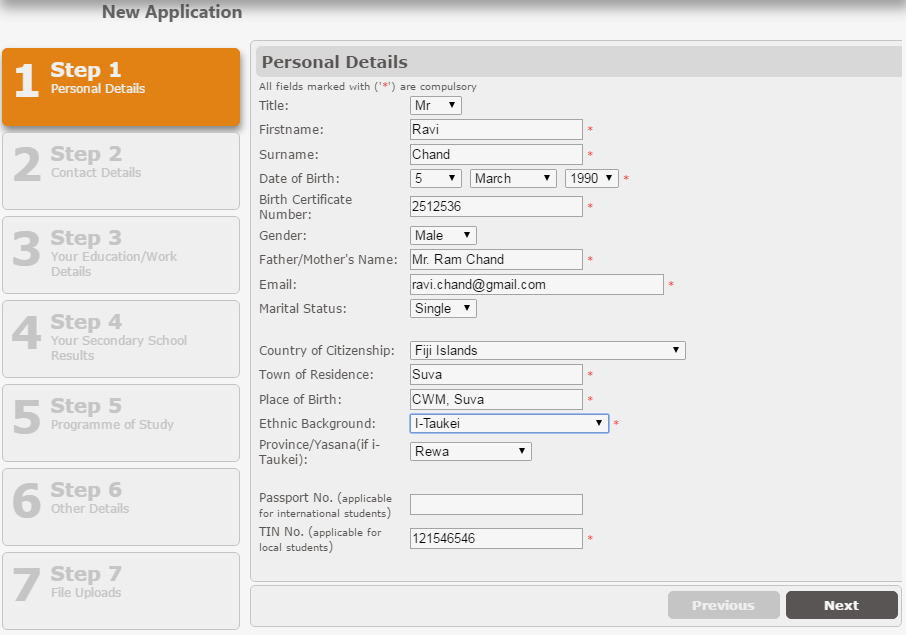 New Application
1 Step 1
Personal Details
2 Step 2
Contact Details
3 Step 3
Your Education/Work
Details
4 Step 4
Your Secondary School
Results
5 Step 5
Programme of Study
6 Step 6
Other Details
7 Step 7
File Uploads
Personal Details
All fields marked with ('*') are compulsory
Title: Mr
Firstname: Ravi *
Surname: Chand *
Date of Birth: 5 March 1990 *
Birth Certificate
Number: 2512536 *
Gender: Male
Father/Mother's Name: Mr. Ram Chand *
Email: ravi.chand@gmail.com *
Marital Status: Single
Country of Citizenship: Fiji Islands
Town of Residence: Suva *
Place of Birth: CWM, Suva *
Ethnic Background: I-Taukei *
Province/Yasana(if i-
Taukei): Rewa
Passport No. (applicable
for international students)
TIN No. (applicable for
local students) 121546546 *
Previous Next